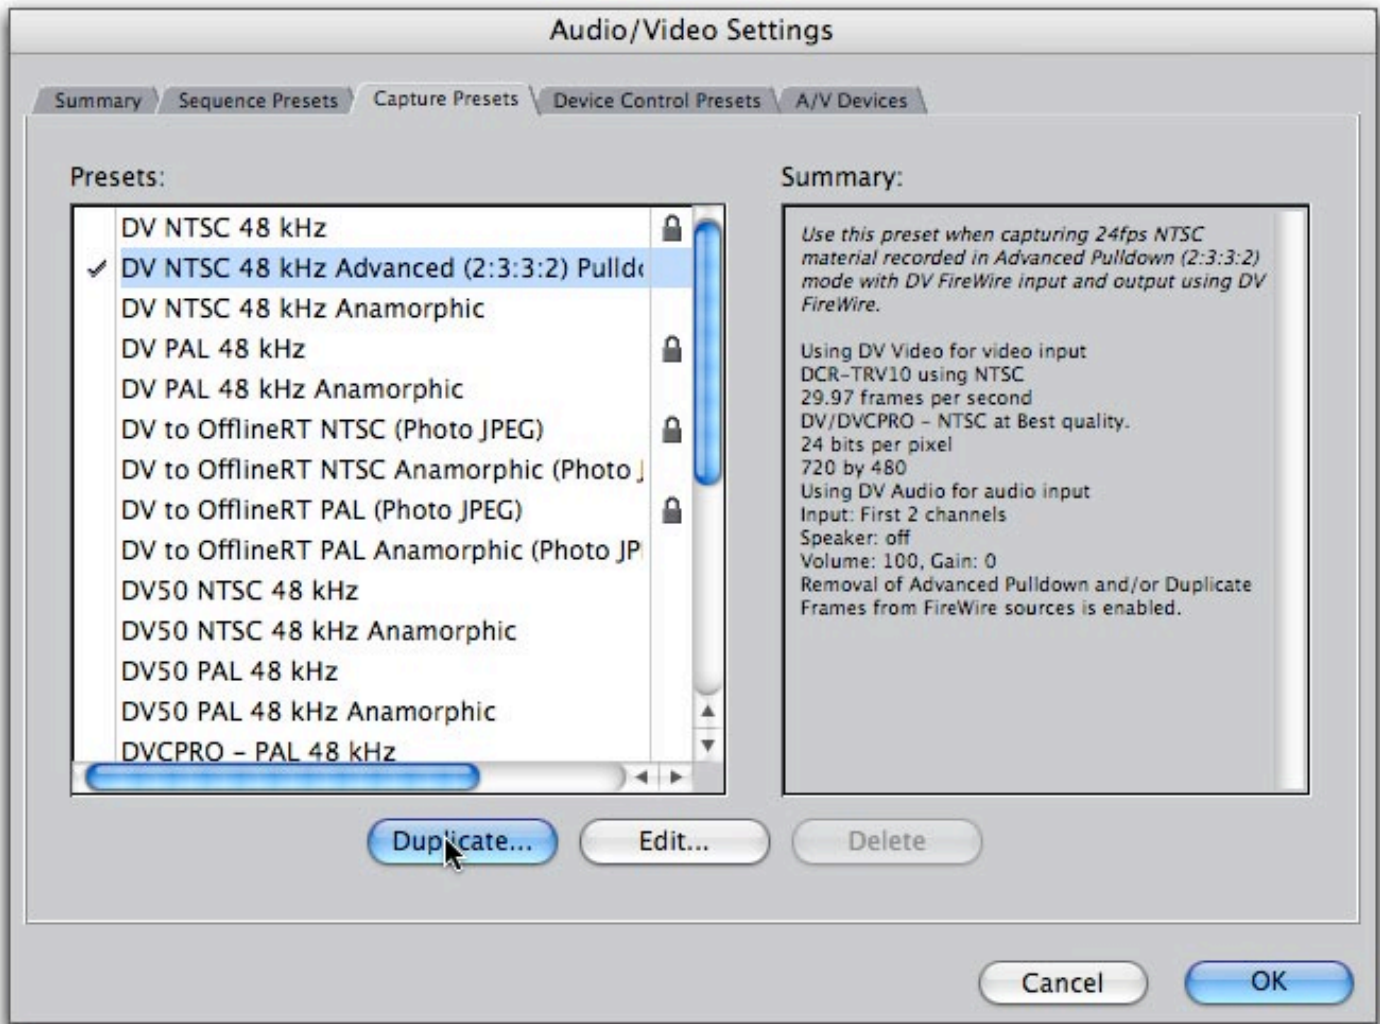 Audio/Video Settings
Summary
Sequence Presets
Capture Presets
Device Control Presets
A/V Devices
Presets:
DV NTSC 48 kHz
DV NTSC 48 kHz Advanced (2:3:3:2) Pulldo
DV NTSC 48 kHz Anamorphic
DV PAL 48 kHz
DV PAL 48 kHz Anamorphic
DV to OfflineRT NTSC (Photo JPEG)
DV to OfflineRT NTSC Anamorphic (Photo J
DV to OfflineRT PAL (Photo JPEG)
DV to OfflineRT PAL Anamorphic (Photo JP
DV50 NTSC 48 kHz
DV50 NTSC 48 kHz Anamorphic
DV50 PAL 48 kHz
DV50 PAL 48 kHz Anamorphic
DVCPRO – PAL 48 kHz
Summary:
Use this preset when capturing 24fps NTSC
material recorded in Advanced Pulldown (2:3:3:2)
mode with DV FireWire input and output using DV
FireWire.
Using DV Video for video input
DCR-TRV10 using NTSC
29.97 frames per second
DV/DVCPRO – NTSC at Best quality.
24 bits per pixel
720 by 480
Using DV Audio for audio input
Input: First 2 channels
Speaker: off
Volume: 100, Gain: 0
Removal of Advanced Pulldown and/or Duplicate
Frames from FireWire sources is enabled.
Duplicate...
Edit...
Delete
Cancel
OK